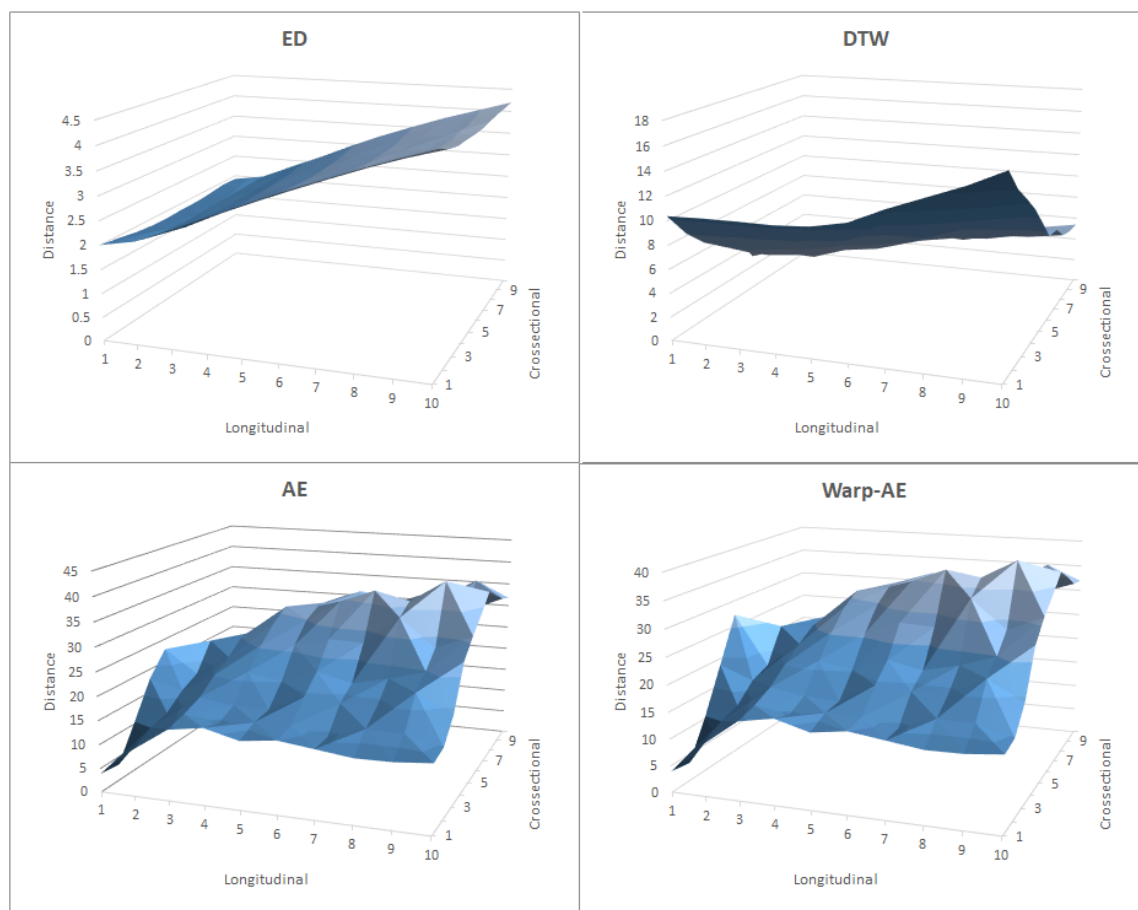 ED
4.5
4
3.5
3
2.5
2
1.5
1
0.5
0
Distance
1 2 3 4 5 6 7 8 9 10
Longitudinal
1 3 5 7 9
Crossectional
DTW
18
16
14
12
10
8
6
4
2
0
Distance
1 2 3 4 5 6 7 8 9 10
Longitudinal
1 3 5 7 9
Crossectional
AE
45
40
35
30
25
20
15
10
5
0
Distance
1 2 3 4 5 6 7 8 9 10
Longitudinal
1 3 5 7 9
Crossectional
Warp-AE
40
35
30
25
20
15
10
5
0
Distance
1 2 3 4 5 6 7 8 9 10
Longitudinal
1 3 5 7 9
Crossectional